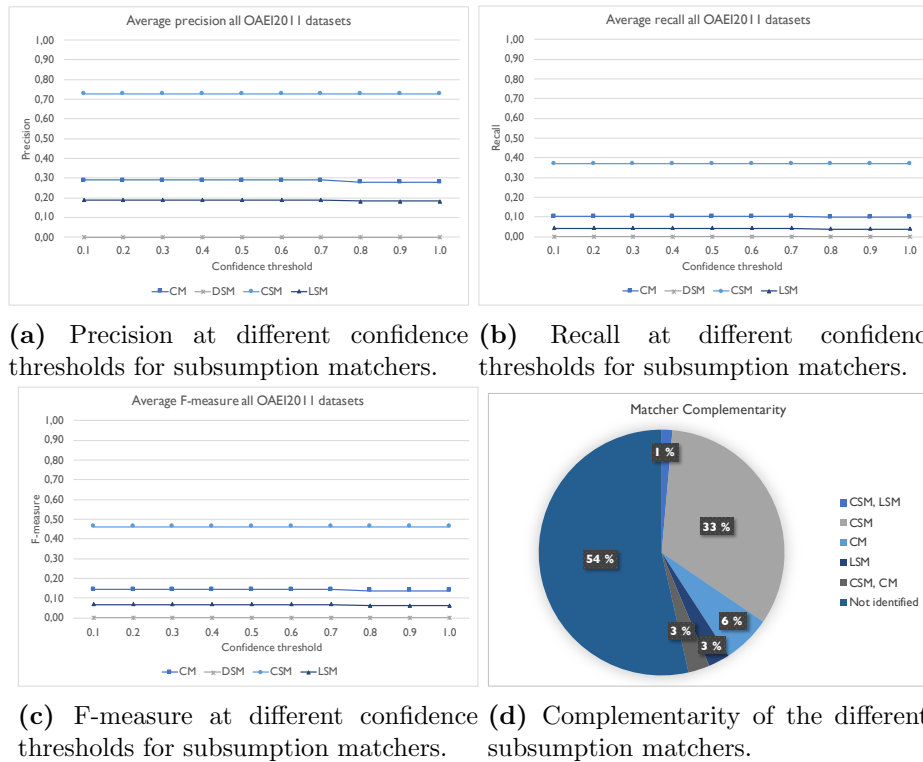 Average precision all OAEI2011 datasets
1,00
0,90
0,80
0,70
0,60
0,50
0,40
0,30
0,20
0,10
0,00
Precision
0.1 0.2 0.3 0.4 0.5 0.6 0.7 0.8 0.9 1.0
Confidence threshold
CM DSM CSM LSM
(a) Precision at different confidence
thresholds for subsumption matchers.
Average recall all OAEI2011 datasets
1,00
0,90
0,80
0,70
0,60
0,50
0,40
0,30
0,20
0,10
0,00
Recall
0.1 0.2 0.3 0.4 0.5 0.6 0.7 0.8 0.9 1.0
Confidence threshold
CM DSM CSM LSM
(b) Recall at different confidenc
thresholds for subsumption matchers.
Average F-measure all OAEI2011 datasets
1,00
0,90
0,80
0,70
0,60
0,50
0,40
0,30
0,20
0,10
0,00
F-measure
0.1 0.2 0.3 0.4 0.5 0.6 0.7 0.8 0.9 1.0
Confidence threshold
CM DSM CSM LSM
(c) F-measure at different confidence
thresholds for subsumption matchers.
Matcher Complementarity
1 %
33 %
6 %
3 %
3 %
54 %
CSM, LSM
CSM
CM
LSM
CSM, CM
Not identified
(d) Complementarity of the different
subsumption matchers.